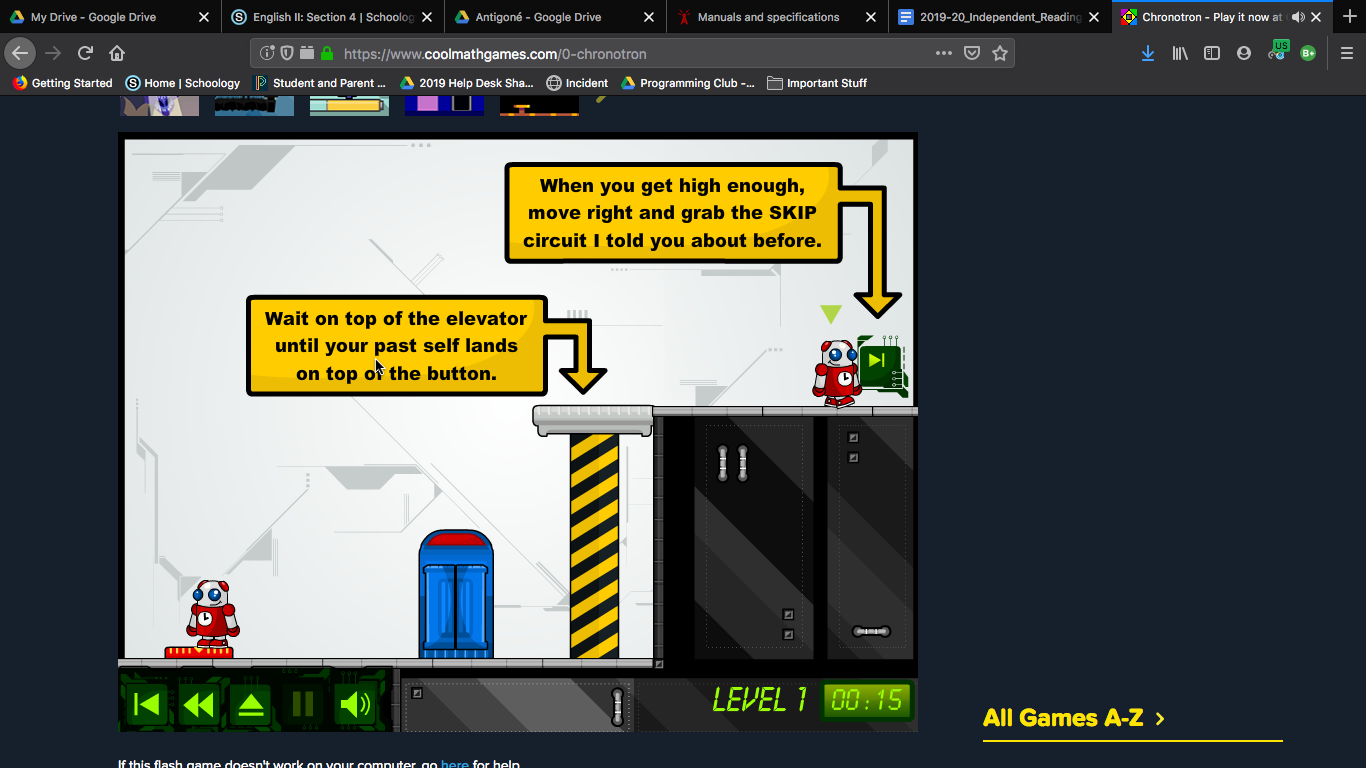 My Drive - Google Drive
English II: Section 4 | Schoolog
Antigoné - Google Drive
Manuals and specifications
2019-20_Independent_Reading
Chronotron - Play it now at
https://www.coolmathgames.com/0-chronotron
US
B+
Getting Started
Home | Schoology
Student and Parent ...
2019 Help Desk Sha...
Incident
Programming Club -...
Important Stuff
When you get high enough,
move right and grab the SKIP
circuit I told you about before.
Wait on top of the elevator
until your past self lands
on top of the button.
LEVEL 1
00:15
All Games A-Z >
If this flash game doesn't work on your computer, go here for help.